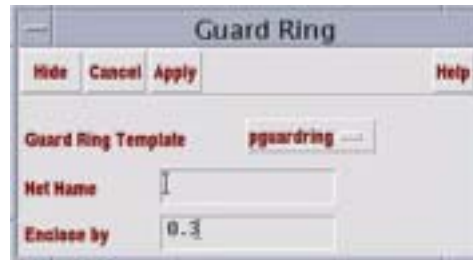 Guard Ring
Hide Cancel Apply Help
Guard Ring Template pguardring
Net Name
Enclose by 0.3